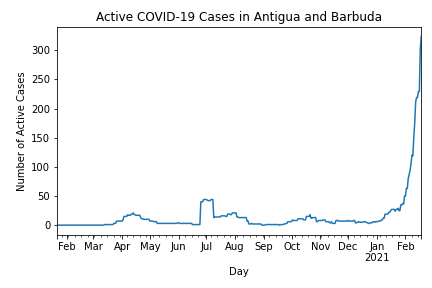 Active COVID-19 Cases in Antigua and Barbuda
Number of Active Cases
300
250
200
150
100
50
0
Feb Mar Apr May Jun Jul Aug Sep Oct Nov Dec Jan Feb
2021
Day